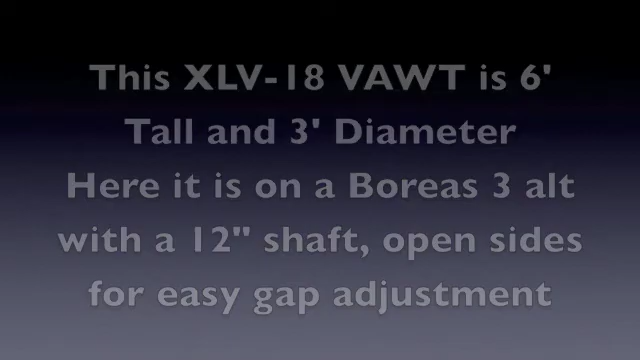 This XLV-18 VAWT is 6'
Tall and 3' Diameter
Here it is on a Boreas 3 alt
with a 12" shaft, open sides
for easy gap adjustment